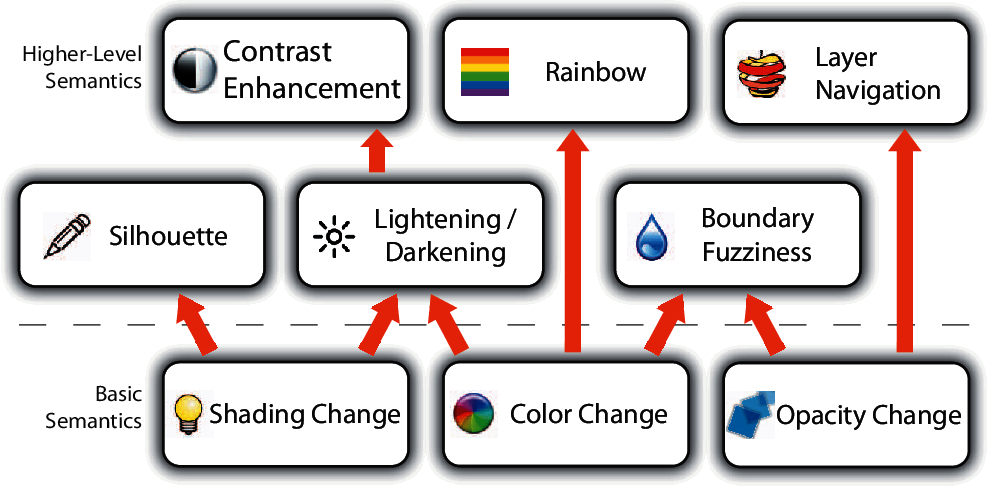 Higher-Level
Semantics
Contrast
Enhancement
Rainbow
Layer
Navigation
Silhouette
Lightening /
Darkening
Boundary
Fuzziness
Basic
Semantics
Shading Change
Color Change
Opacity Change